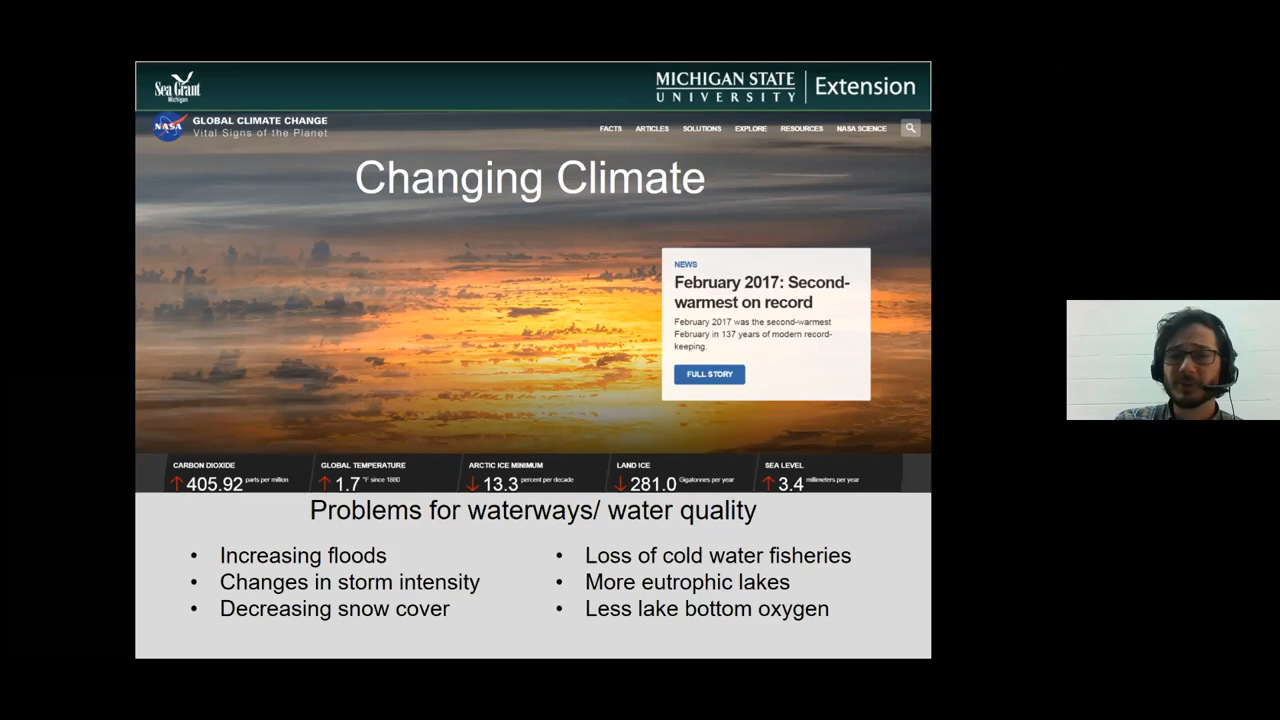 Sea Grant
Michigan
MICHIGAN STATE
UNIVERSITY
Extension
NASA
GLOBAL CLIMATE CHANGE
Vital Signs of the Planet
FACTS ARTICLES SOLUTIONS EXPLORE RESOURCES NASA SCIENCE
Changing Climate
NEWS
February 2017: Second-
warmest on record
February 2017 was the second-warmest
February in 137 years of modern record-
keeping.
FULL STORY
CARBON DIOXIDE
↑ 405.92 parts per million
GLOBAL TEMPERATURE
↑ 1.7 °F since 1880
ARCTIC ICE MINIMUM
↓ 13.3 percent per decade
LAND ICE
↓ 281.0 Gigatonnes per year
SEA LEVEL
↑ 3.4 millimeters per year
Problems for waterways/ water quality
• Increasing floods
• Changes in storm intensity
• Decreasing snow cover
• Loss of cold water fisheries
• More eutrophic lakes
• Less lake bottom oxygen